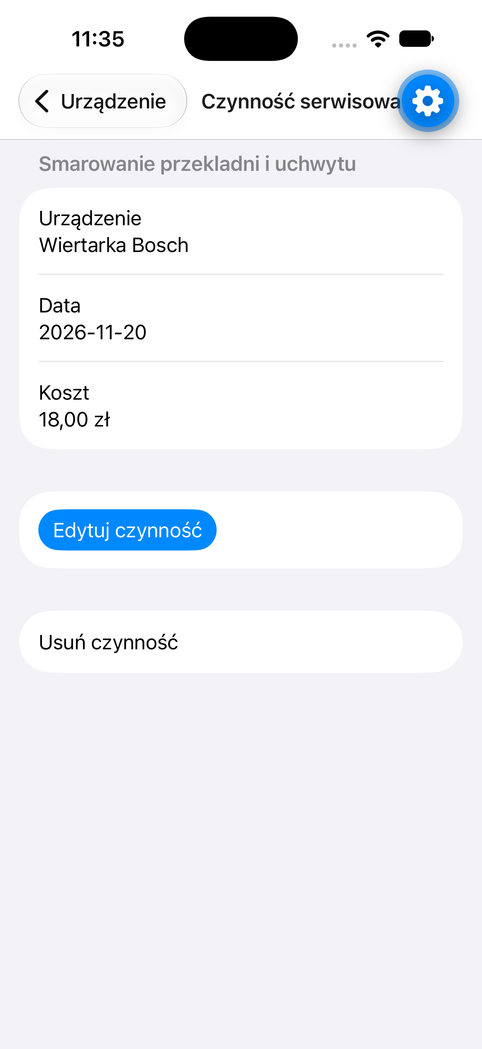 11:35
Urządzenie
Czynność serwisowa
Smarowanie przekladni i uchwytu
Urządzenie
Wiertarka Bosch
Data
2026-11-20
Koszt
18,00 zł
Edytuj czynność
Usuń czynność